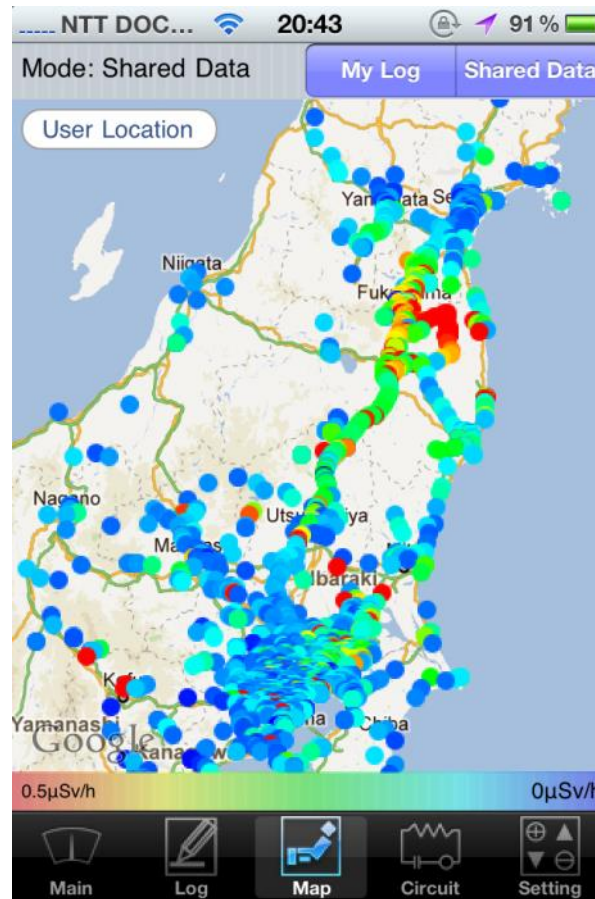 NTT DOC... 20:43 91 %
Mode: Shared Data My Log Shared Data
User Location
Niigata
Nagano
Ibaraki
Chiba
Yamanashi
Google
0.5µSv/h 0µSv/h
Main Log Map Circuit Setting